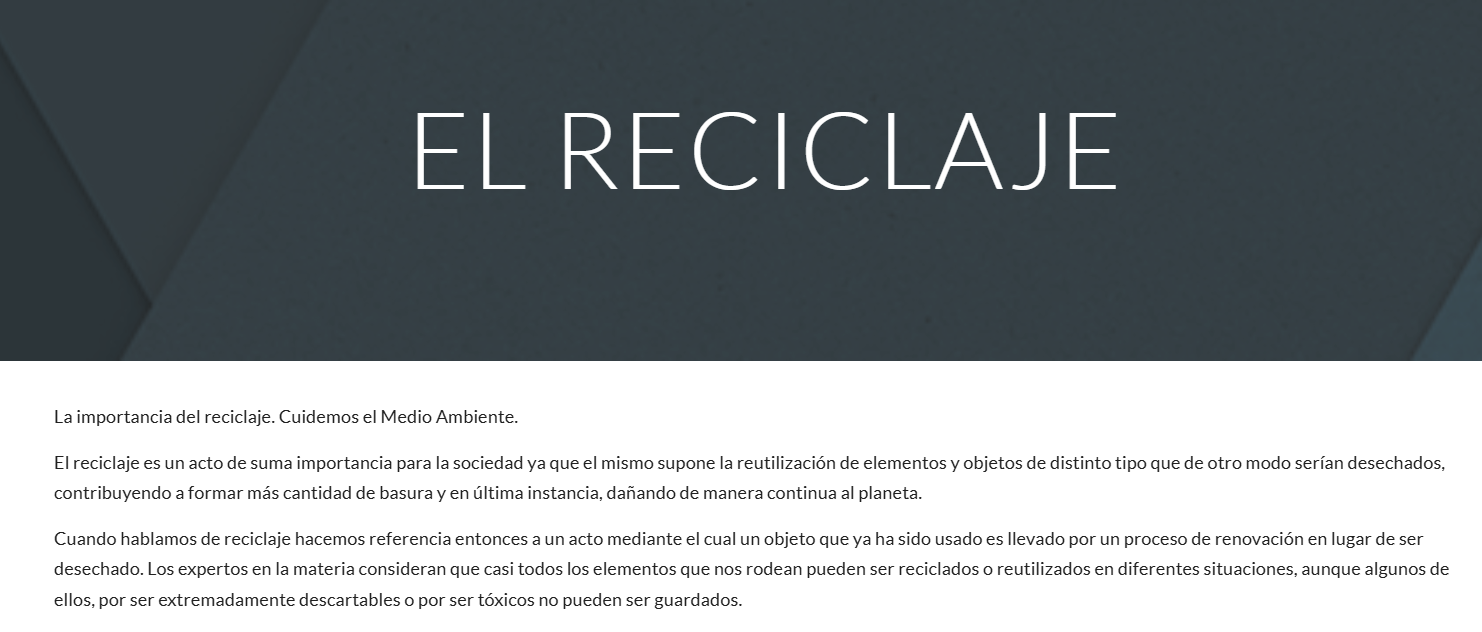 EL RECICLAJE
La importancia del reciclaje. Cuidemos el Medio Ambiente.
El reciclaje es un acto de suma importancia para la sociedad ya que el mismo supone la reutilización de elementos y objetos de distinto tipo que de otro modo serían desechados,
contribuyendo a formar más cantidad de basura y en última instancia, dañando de manera continua al planeta.
Cuando hablamos de reciclaje hacemos referencia entonces a un acto mediante el cual un objeto que ya ha sido usado es llevado por un proceso de renovación en lugar de ser
desechado. Los expertos en la materia consideran que casi todos los elementos que nos rodean pueden ser reciclados o reutilizados en diferentes situaciones, aunque algunos de
ellos, por ser extremadamente descartables o por ser tóxicos no pueden ser guardados.